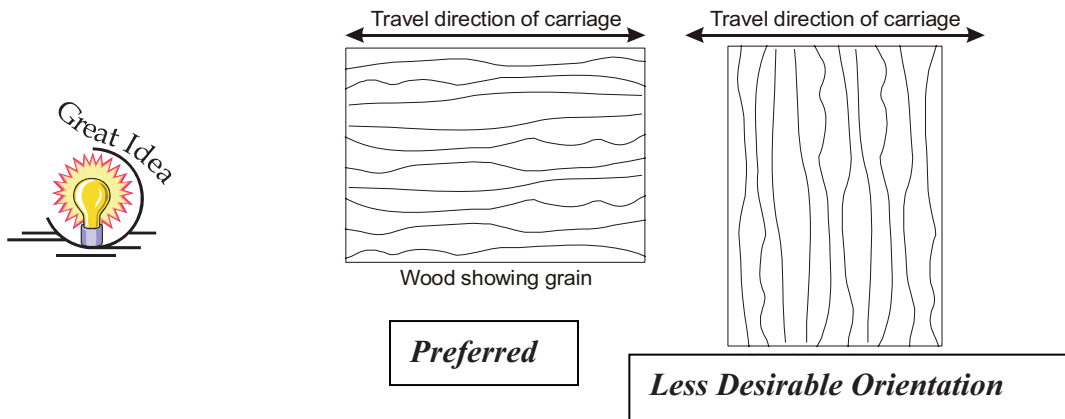 Great Idea
Travel direction of carriage
Travel direction of carriage
Wood showing grain
Preferred
Less Desirable Orientation